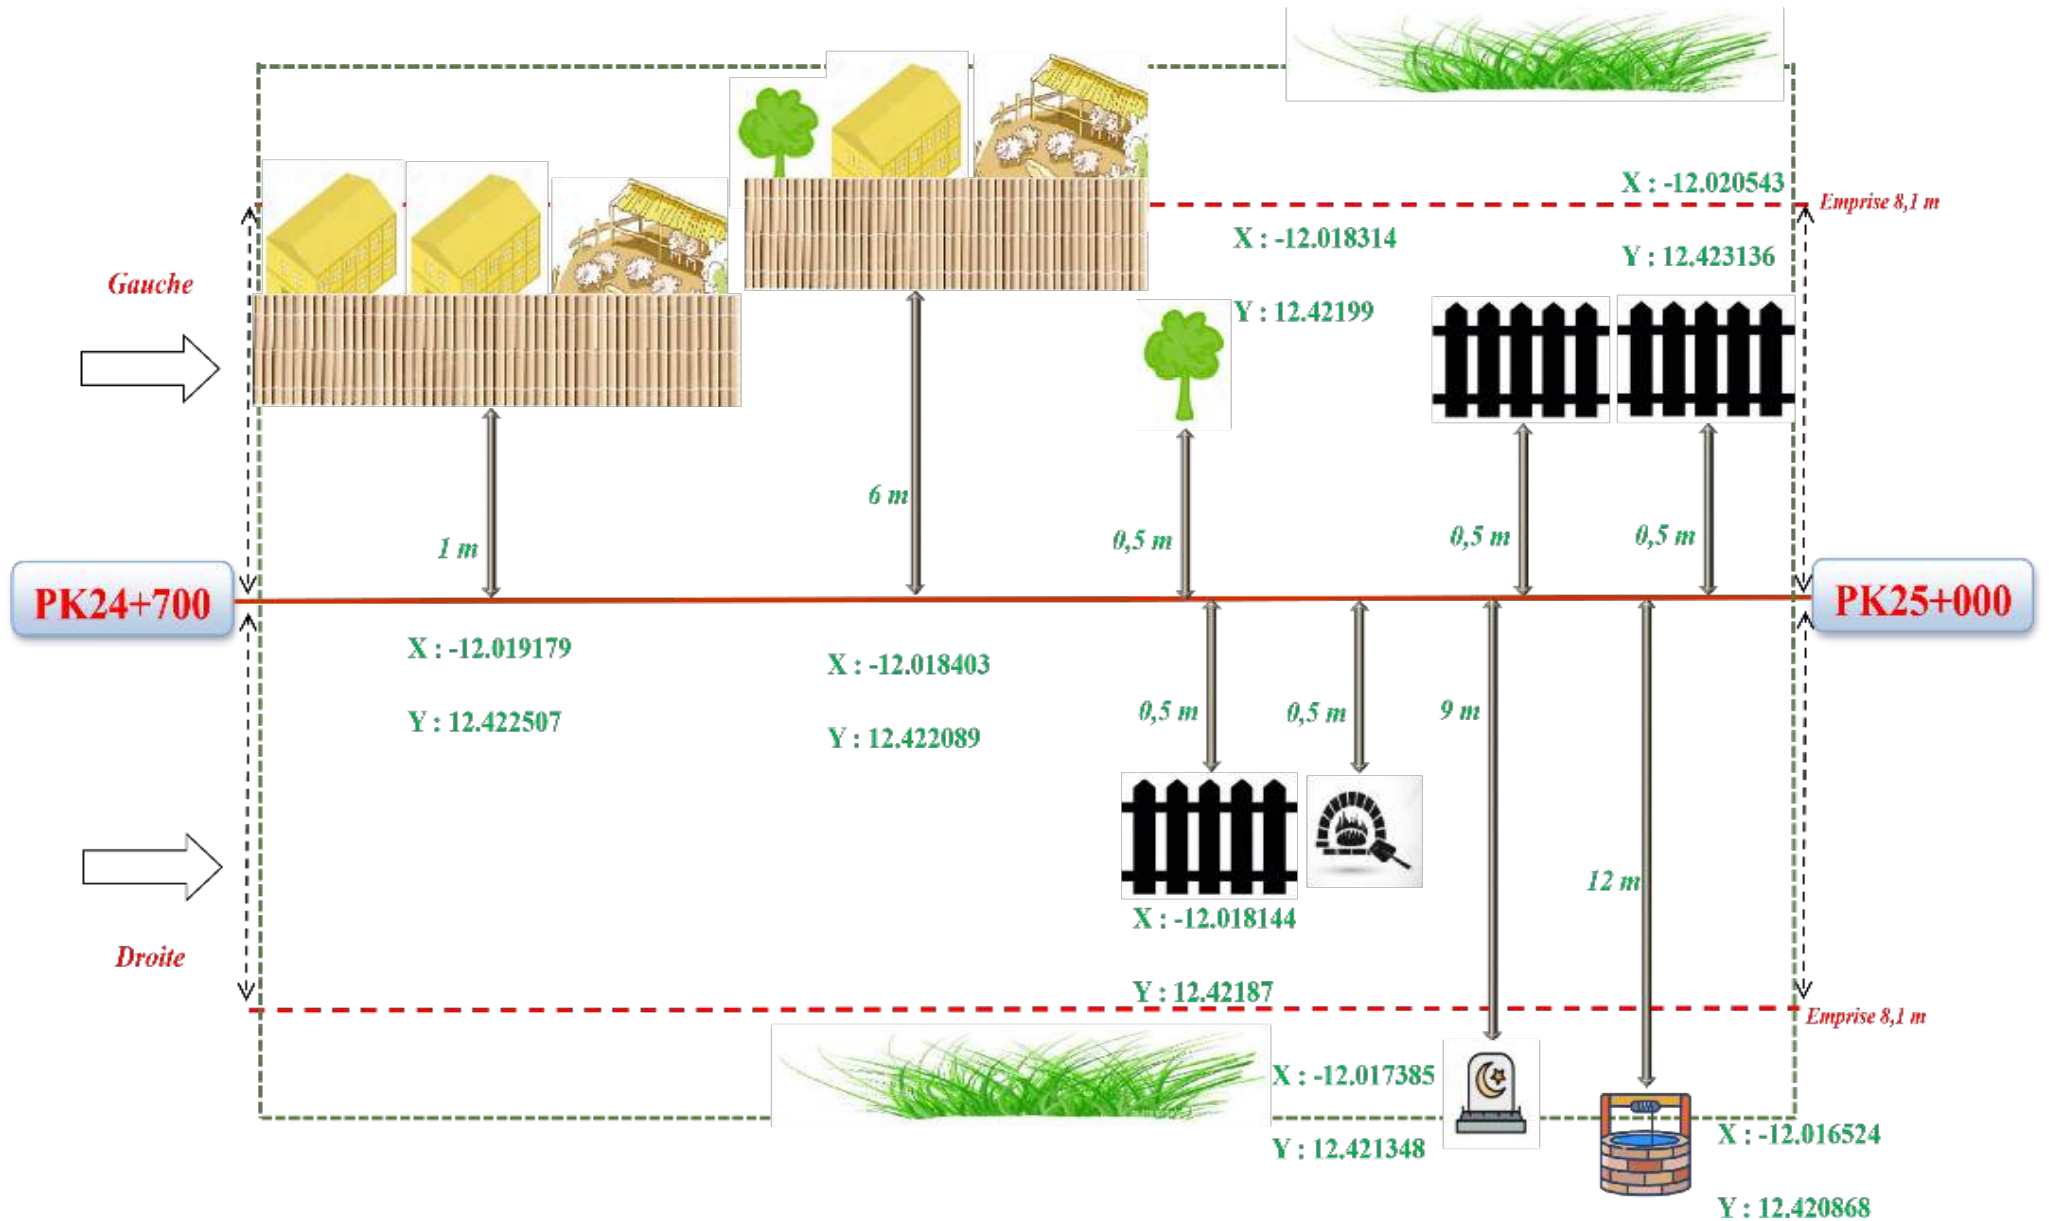 X : -12.020543
Emprise 8,1 m
X : -12.018314
Y : 12.423136
Gauche
Y : 12.42199
6 m
1 m
0,5 m
0,5 m
0,5 m
PK24+700
PK25+000
X : -12.019179
Y : 12.422507
X : -12.018403
Y : 12.422089
0,5 m
0,5 m
9 m
12 m
X : -12.018144
Y : 12.42187
Droite
Emprise 8,1 m
X : -12.017385
Y : 12.421348
X : -12.016524
Y : 12.420868